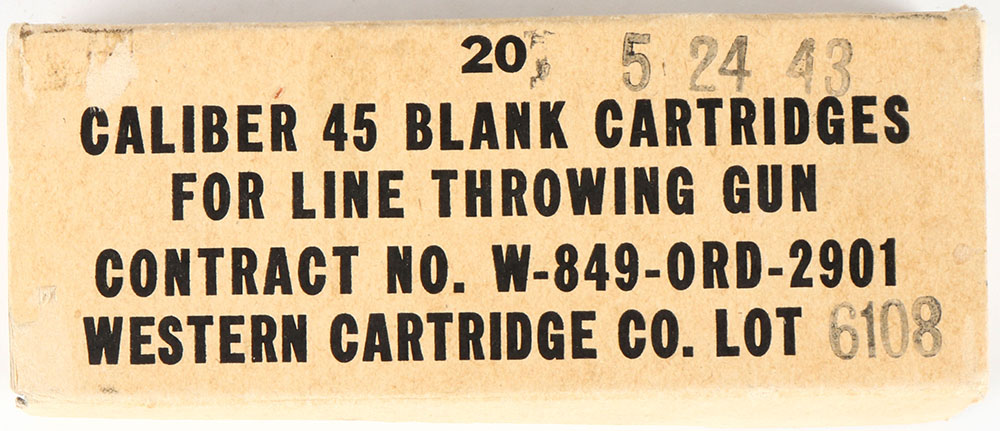 20 5 24 43
CALIBER 45 BLANK CARTRIDGES
FOR LINE THROWING GUN
CONTRACT NO. W-849-ORD-2901
WESTERN CARTRIDGE CO. LOT 6108